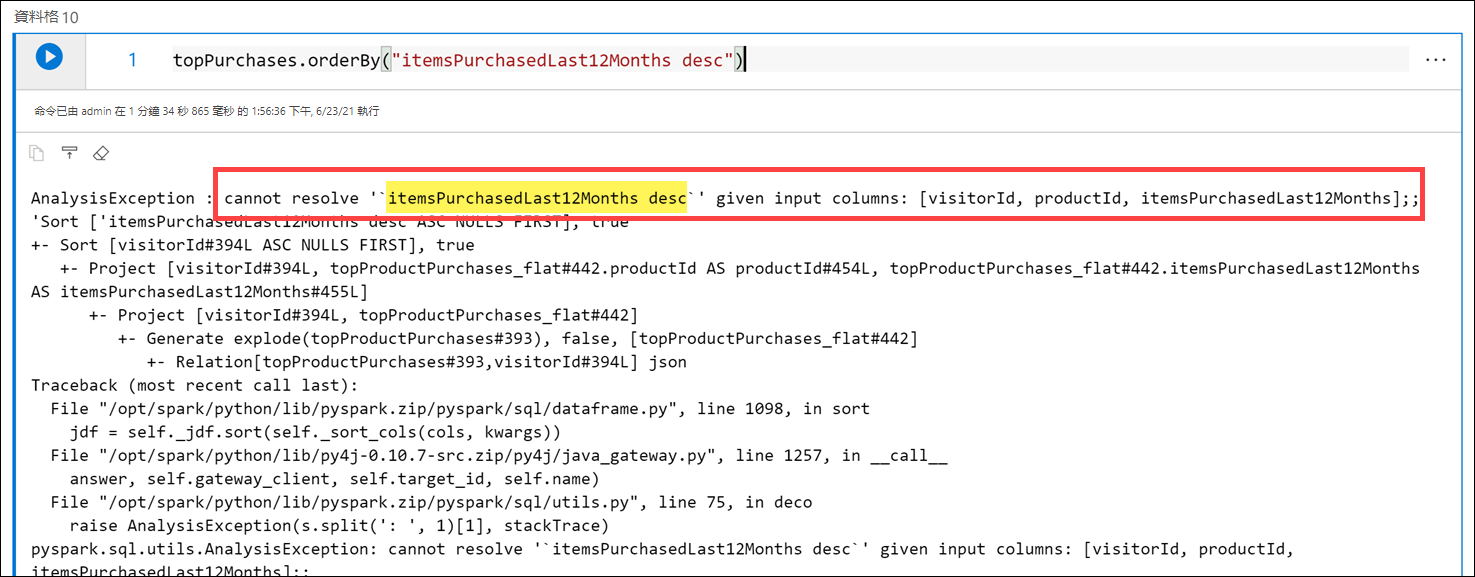 資料格 10
1 topPurchases.orderBy("itemsPurchasedLast12Months desc")
命令已由 admin 在 1 分鐘 34 秒 865 毫秒 的 1:56:36 下午, 6/23/21 執行
AnalysisException : cannot resolve '`itemsPurchasedLast12Months desc`' given input columns: [visitorId, productId, itemsPurchasedLast12Months];;
'Sort ['itemsPurchasedLast12Months desc ASC NULLS FIRST], true
+- Sort [visitorId#394L ASC NULLS FIRST], true
+- Project [visitorId#394L, topProductPurchases_flat#442.productId AS productId#454L, topProductPurchases_flat#442.itemsPurchasedLast12Months
AS itemsPurchasedLast12Months#455L]
+- Project [visitorId#394L, topProductPurchases_flat#442]
+- Generate explode(topProductPurchases#393), false, [topProductPurchases_flat#442]
+- Relation[topProductPurchases#393,visitorId#394L] json
Traceback (most recent call last):
File "/opt/spark/python/lib/pyspark.zip/pyspark/sql/dataframe.py", line 1098, in sort
jdf = self._jdf.sort(self._sort_cols(cols, kwargs))
File "/opt/spark/python/lib/py4j-0.10.7-src.zip/py4j/java_gateway.py", line 1257, in __call__
answer, self.gateway_client, self.target_id, self.name)
File "/opt/spark/python/lib/pyspark.zip/pyspark/sql/utils.py", line 75, in deco
raise AnalysisException(s.split(': ', 1)[1], stackTrace)
pyspark.sql.utils.AnalysisException: cannot resolve '`itemsPurchasedLast12Months desc`' given input columns: [visitorId, productId,
itemsPurchasedLast12Months];;